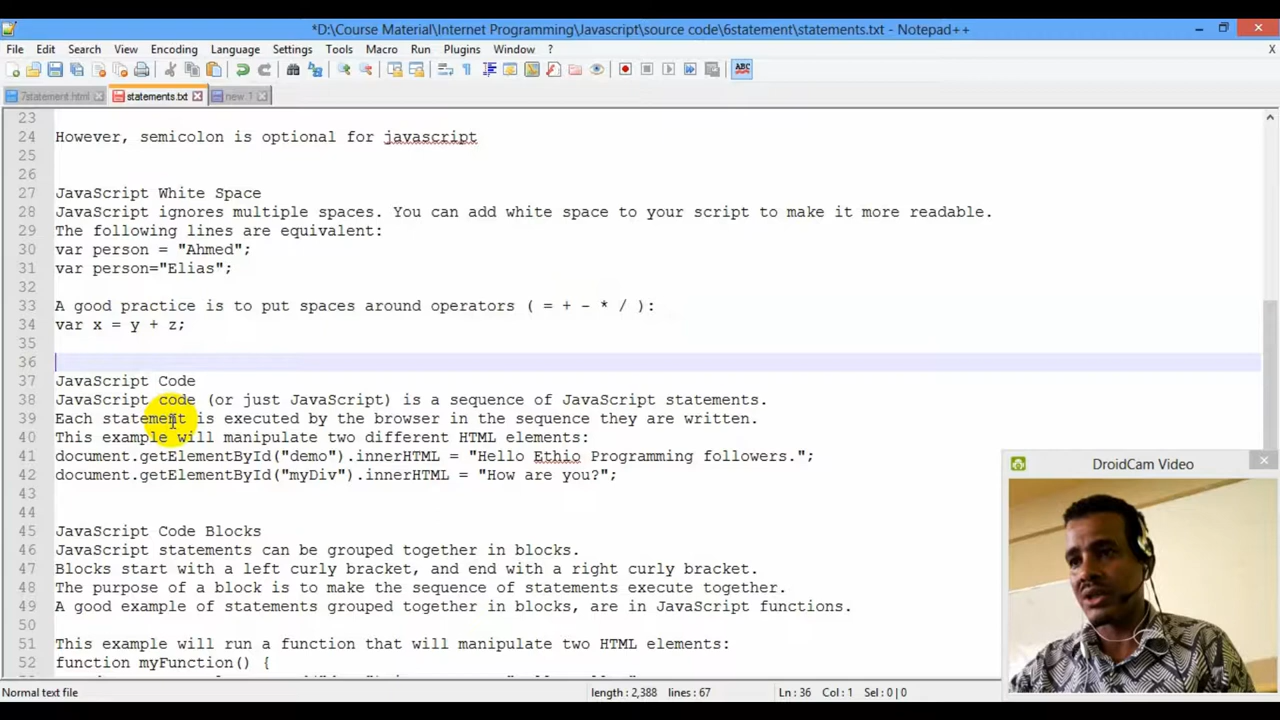 *D:\Course Material\Internet Programming\Javascript\source code\6statement\statements.txt - Notepad++
File Edit Search View Encoding Language Settings Tools Macro Run Plugins Window ? X
ABC
7statement.html statements.txt new 1
23
24 However, semicolon is optional for javascript
25
26
27 JavaScript White Space
28 JavaScript ignores multiple spaces. You can add white space to your script to make it more readable.
29 The following lines are equivalent:
30 var person = "Ahmed";
31 var person="Elias";
32
33 A good practice is to put spaces around operators ( = + - * / ):
34 var x = y + z;
35
36
37 JavaScript Code
38 JavaScript code (or just JavaScript) is a sequence of JavaScript statements.
39 Each statement is executed by the browser in the sequence they are written.
40 This example will manipulate two different HTML elements:
41 document.getElementById("demo").innerHTML = "Hello Ethio Programming followers.";
42 document.getElementById("myDiv").innerHTML = "How are you?";
43
44
45 JavaScript Code Blocks
46 JavaScript statements can be grouped together in blocks.
47 Blocks start with a left curly bracket, and end with a right curly bracket.
48 The purpose of a block is to make the sequence of statements execute together.
49 A good example of statements grouped together in blocks, are in JavaScript functions.
50
51 This example will run a function that will manipulate two HTML elements:
52 function myFunction() {
DroidCam Video
Normal text file length : 2,388 lines : 67 Ln : 36 Col : 1 Sel : 0 | 0